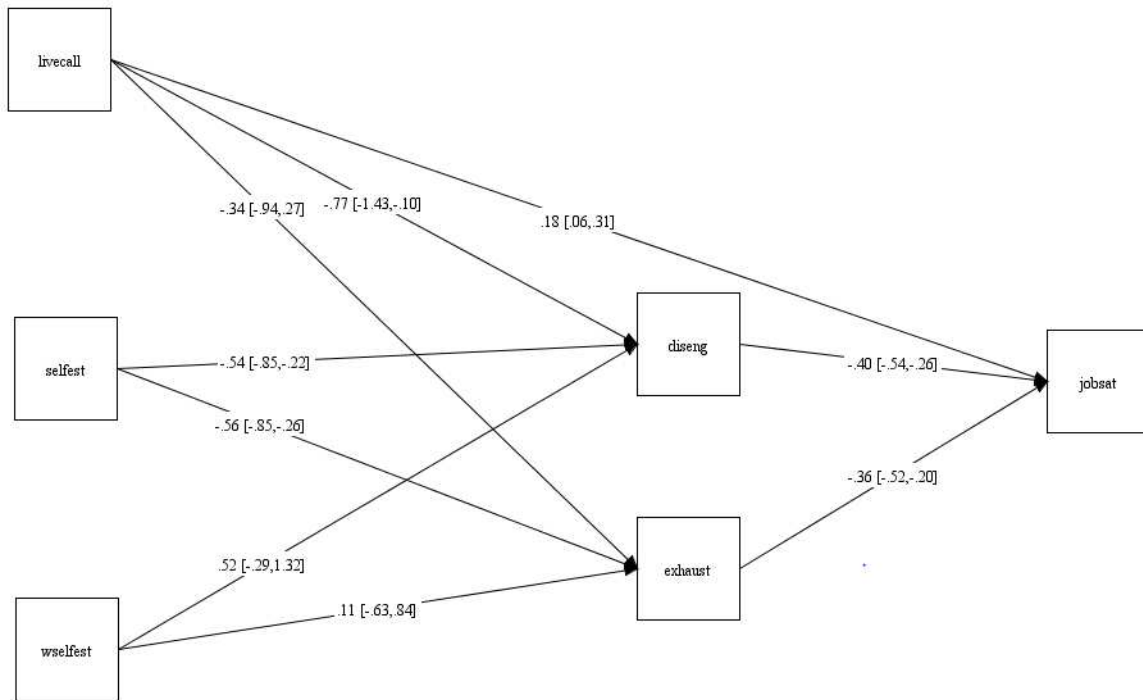 livecall
-.34 [-.94,.27]
-.77 [-1.43,-.10]
.18 [.06,.31]
selfest
-.54 [-.85,-.22]
diseng
-.40 [-.54,-.26]
jobsat
-.56 [-.85,-.26]
-.36 [-.52,-.20]
.52 [-.29,1.32]
exhaust
.11 [-.63,.84]
wselfest